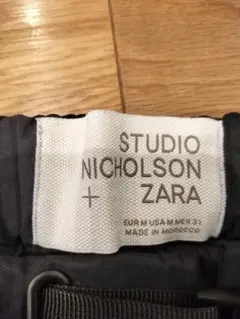 STUDIO
NICHOLSON
+ ZARA
EUR M USA M MEX 31
MADE IN MOROCCO